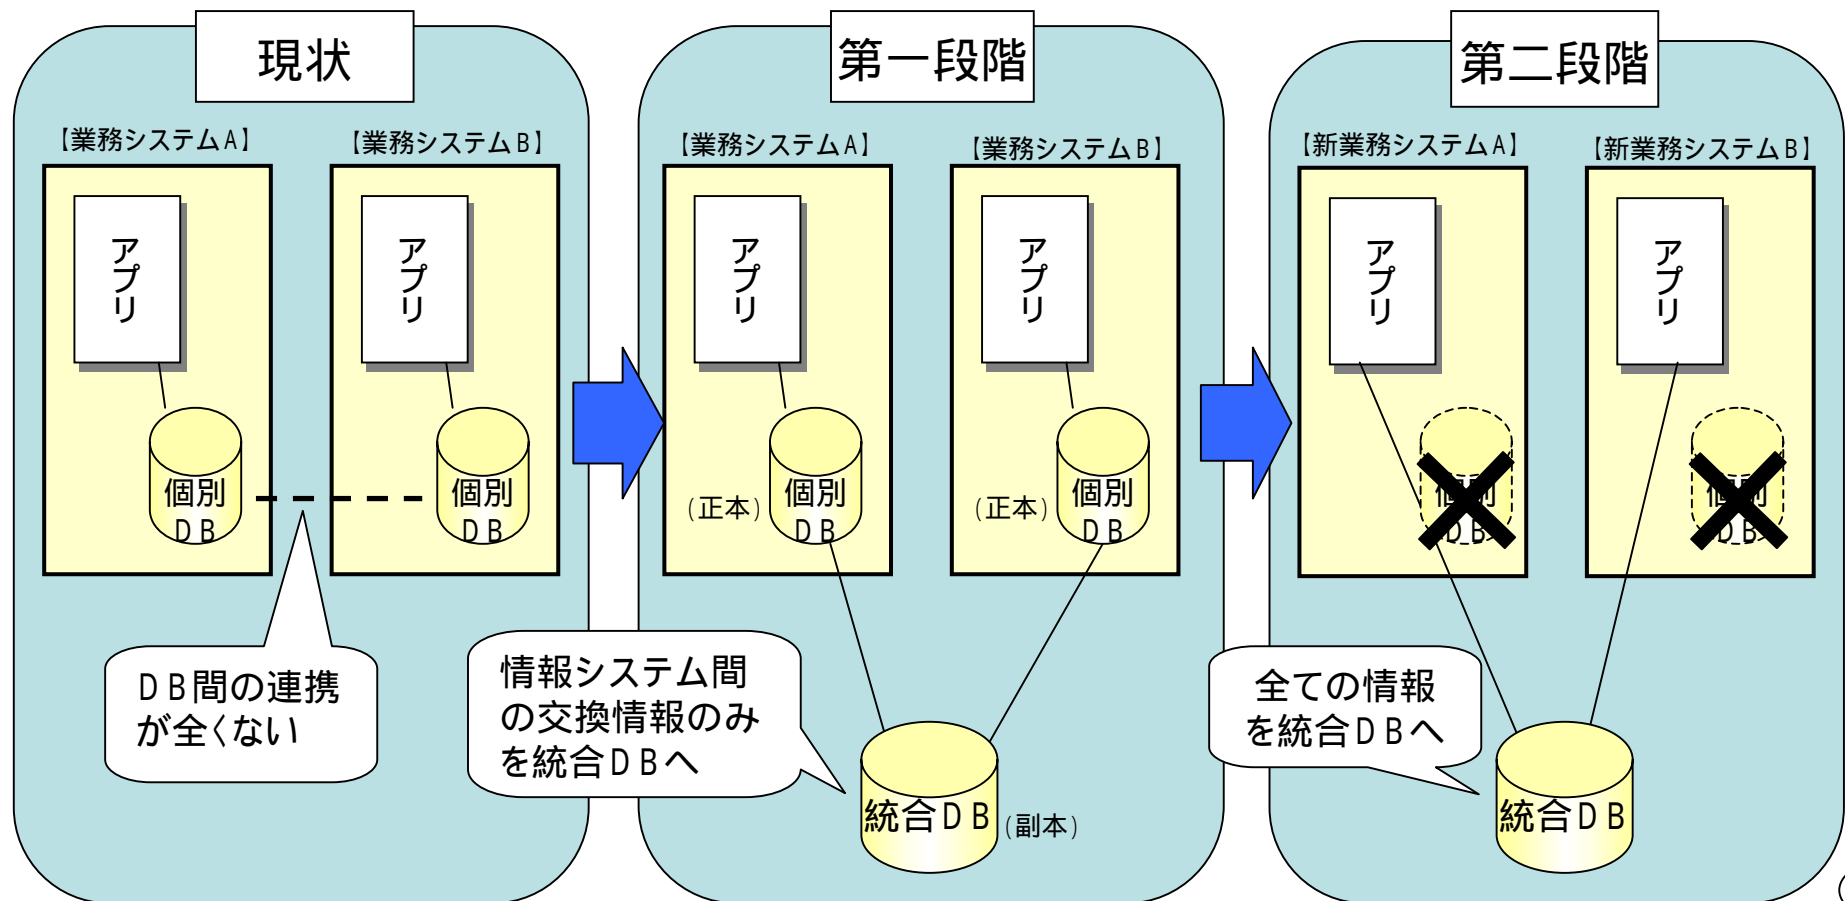 現状
【業務システムA】
【業務システムB】
アプリ
アプリ
個別
DB
個別
DB
DB間の連携
が全くない
第一段階
【業務システムA】
【業務システムB】
アプリ
アプリ
(正本)
個別
DB
(正本)
個別
DB
情報システム間
の交換情報のみ
を統合DBへ
統合DB
(副本)
第二段階
【新業務システムA】
【新業務システムB】
アプリ
アプリ
個別
DB
個別
DB
全ての情報
を統合DBへ
統合DB